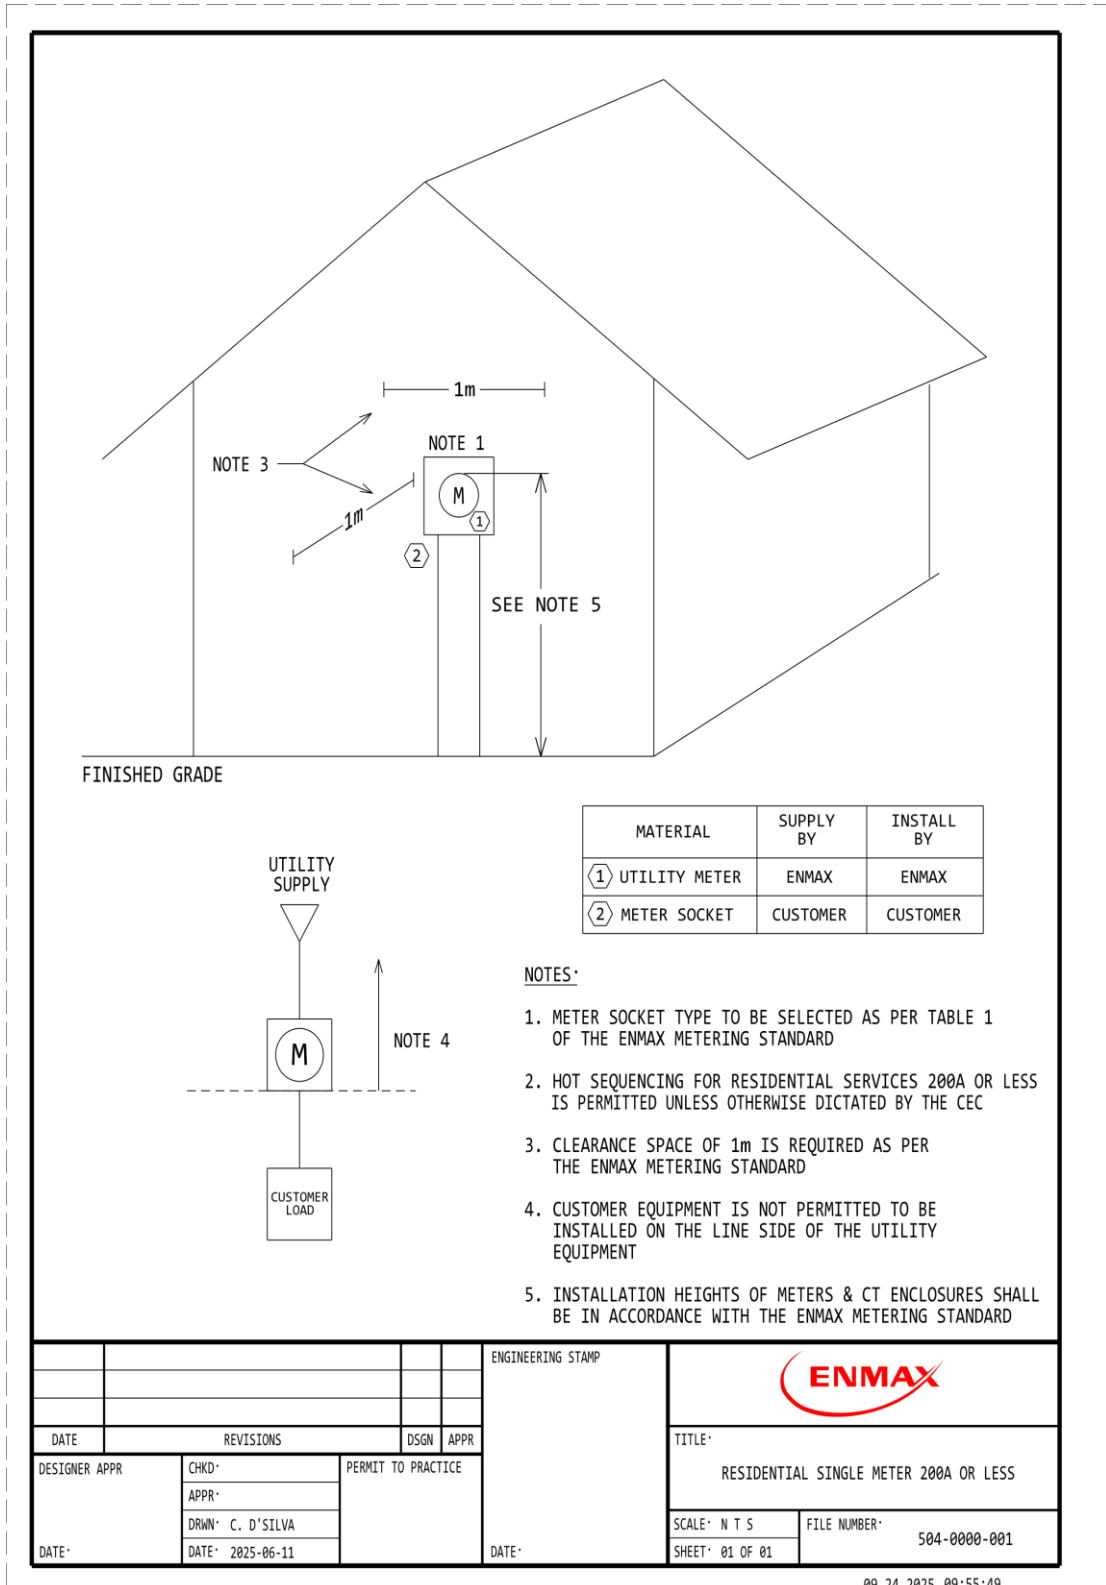 1m
NOTE 1
NOTE 3
M
1m
1
2
SEE NOTE 5
FINISHED GRADE
MATERIAL SUPPLY BY INSTALL BY
1 UTILITY METER ENMAX ENMAX
2 METER SOCKET CUSTOMER CUSTOMER
UTILITY
SUPPLY
M
NOTE 4
CUSTOMER
LOAD
NOTES:
1. METER SOCKET TYPE TO BE SELECTED AS PER TABLE 1
OF THE ENMAX METERING STANDARD
2. HOT SEQUENCING FOR RESIDENTIAL SERVICES 200A OR LESS
IS PERMITTED UNLESS OTHERWISE DICTATED BY THE CEC
3. CLEARANCE SPACE OF 1m IS REQUIRED AS PER
THE ENMAX METERING STANDARD
4. CUSTOMER EQUIPMENT IS NOT PERMITTED TO BE
INSTALLED ON THE LINE SIDE OF THE UTILITY
EQUIPMENT
5. INSTALLATION HEIGHTS OF METERS & CT ENCLOSURES SHALL
BE IN ACCORDANCE WITH THE ENMAX METERING STANDARD
DATE REVISIONS DSGN APPR
DESIGNER APPR
DATE:
CHKD:
APPR:
DRWN: C. D'SILVA
DATE: 2025-06-11
PERMIT TO PRACTICE
ENGINEERING STAMP
DATE:
ENMAX
TITLE:
RESIDENTIAL SINGLE METER 200A OR LESS
SCALE: N T S
SHEET: 01 OF 01
FILE NUMBER:
504-0000-001
09 24 2025 09:55:49